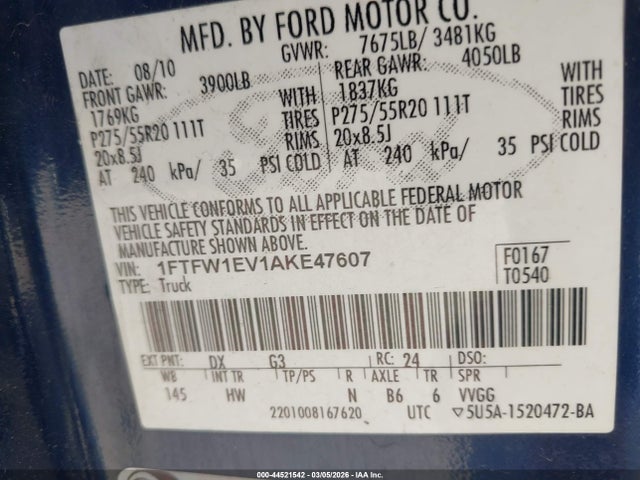 MFD. BY FORD MOTOR CO.
DATE: 08/10 GVWR: 7675LB/ 3481KG
FRONT GAWR: 3900LB REAR GAWR: 4050LB
1769KG WITH 1837KG WITH
P275/55R20 111T TIRES P275/55R20 111T TIRES
20x8.5J RIMS 20x8.5J RIMS
AT 240 kPa/ 35 PSI COLD AT 240 kPa/ 35 PSI COLD
THIS VEHICLE CONFORMS TO ALL APPLICABLE FEDERAL MOTOR
VEHICLE SAFETY STANDARDS IN EFFECT ON THE DATE OF
MANUFACTURE SHOWN ABOVE.
VIN: 1FTFW1EV1AKE47607 F0167
TYPE: Truck T0540
EXT PNT: DX G3 RC: 24 DSO:
WB INT TR TP/PS R AXLE TR SPR
145 HW N B6 6 VVGG
2201008167620 UTC ▽5U5A-1520472-BA
000-44521542 - 03/05/2026 - IAA Inc.